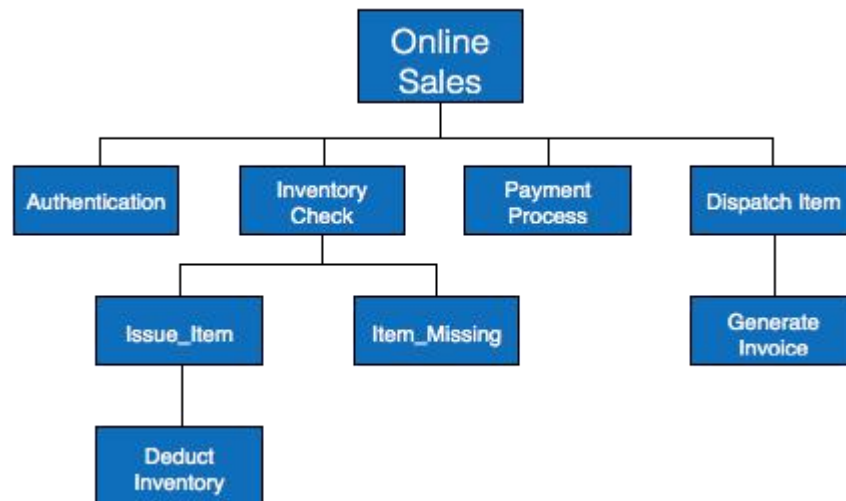 Online
Sales
Authentication
Inventory
Check
Payment
Process
Dispatch Item
Issue_Item
Item_Missing
Generate
Invoice
Deduct
Inventory